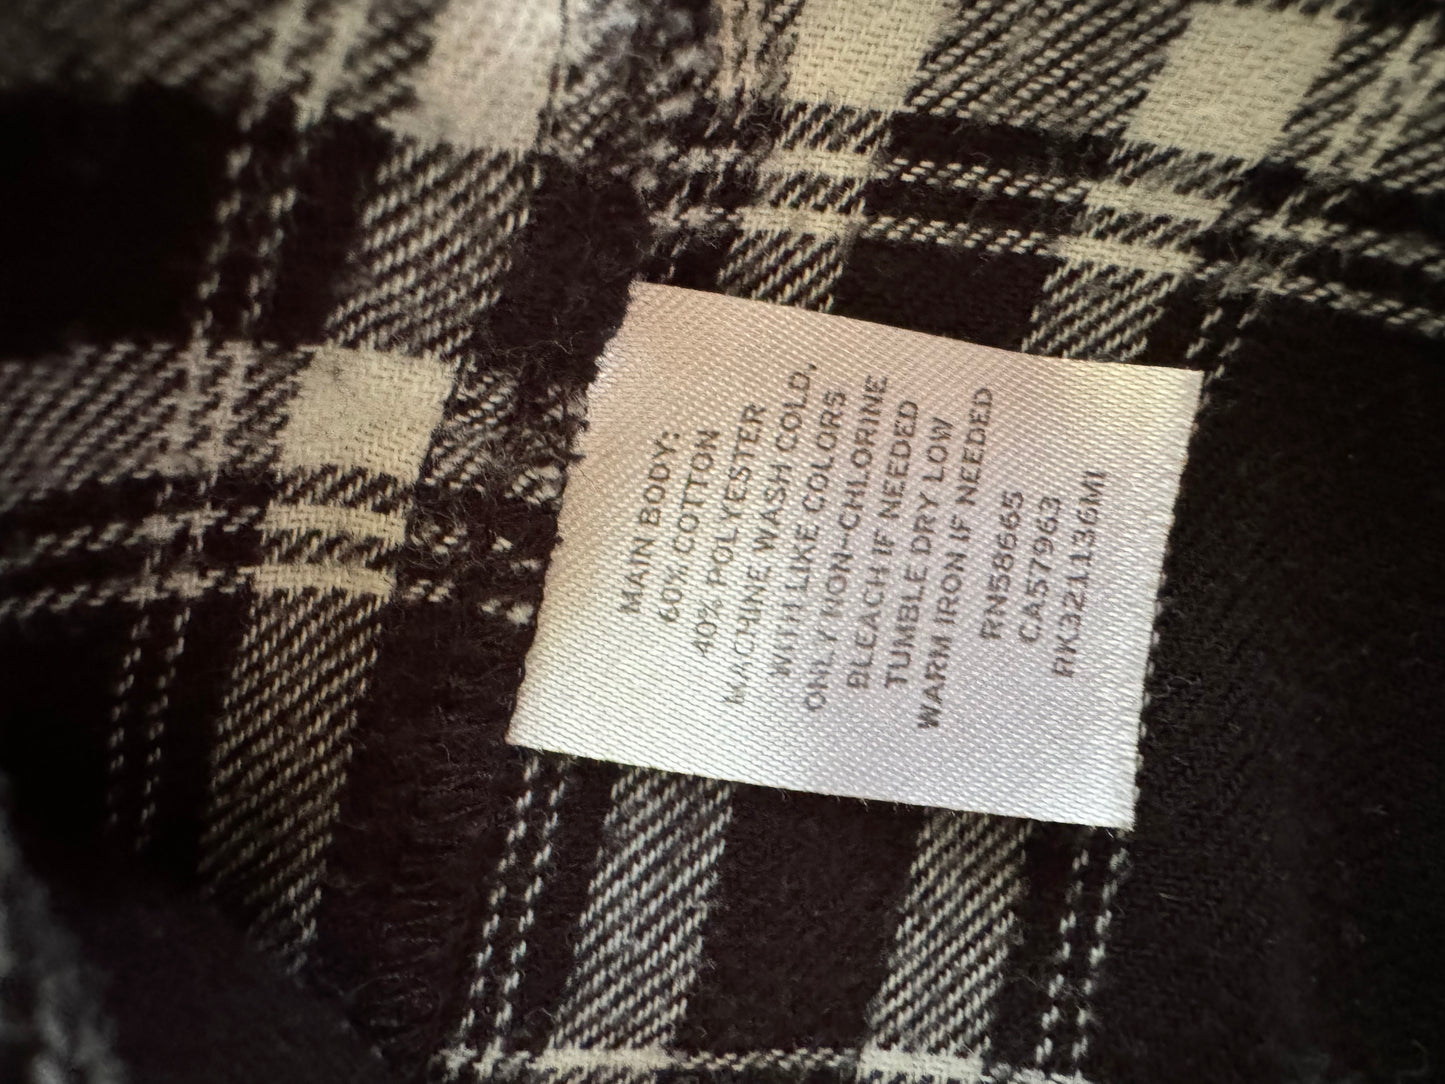 MAIN BODY:
60% COTTON
40% POLYESTER
MACHINE WASH COLD,
WITH LIKE COLORS
ONLY NON-CHLORINE
BLEACH IF NEEDED
TUMBLE DRY LOW
WARM IRON IF NEEDED
RN58665
CA57963
RK321136MI